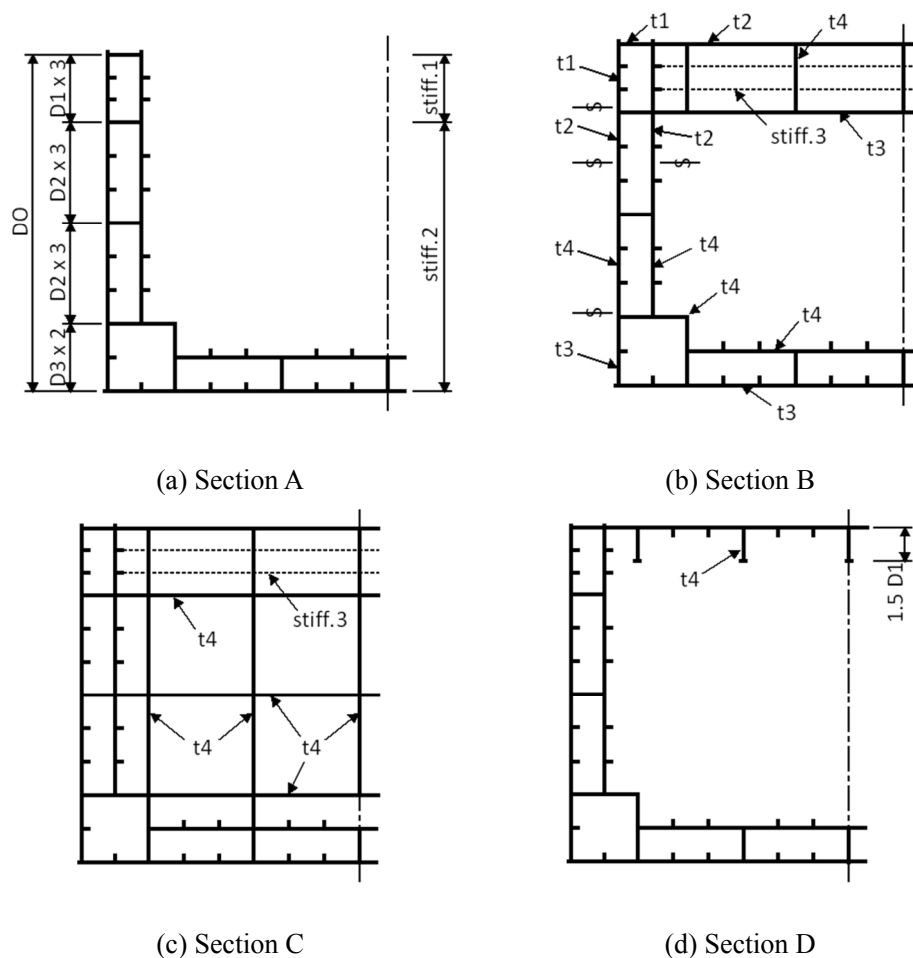 DO
D1 x 3
D2 x 3
D2 x 3
D3 x 2
stiff.1
stiff.2
(a) Section A
t1
t2
t4
t1
t2
t2
stiff.3
t3
t4
t4
t4
t4
t3
t3
(b) Section B
stiff.3
t4
t4
t4
(c) Section C
t4
1.5 D1
(d) Section D